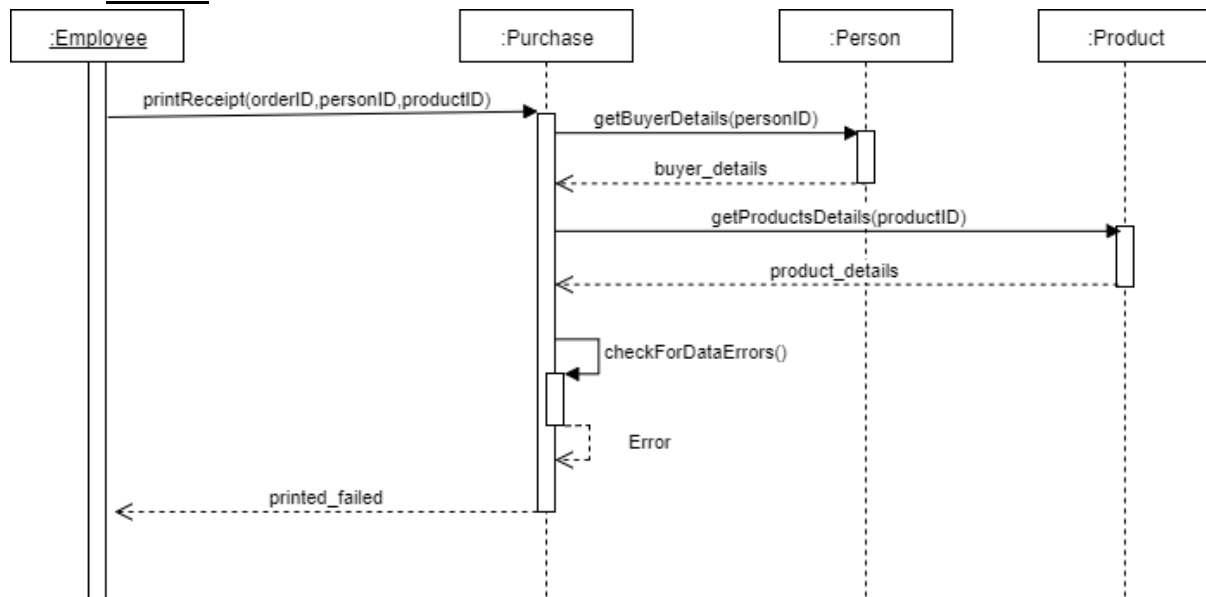 :Employee
:Purchase
:Person
:Product
printReceipt(orderID,personID,productID)
getBuyerDetails(personID)
buyer_details
getProductsDetails(productID)
product_details
checkForDataErrors()
Error
printed_failed